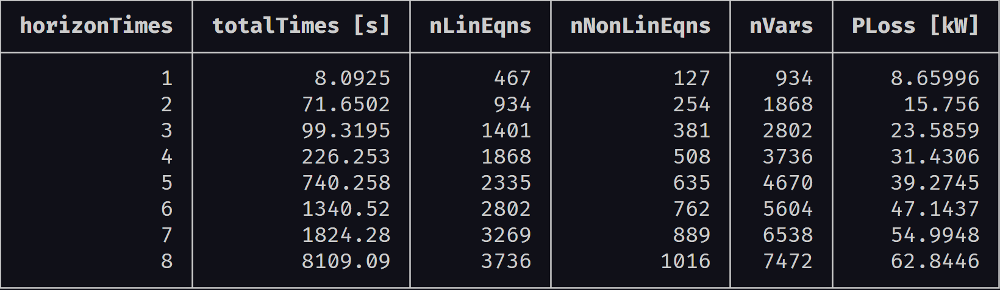 horizonTimes totalTimes [s] nLinEqns nNonLinEqns nVars PLoss [kW]
1 8.0925 467 127 934 8.65996
2 71.6502 934 254 1868 15.756
3 99.3195 1401 381 2802 23.5859
4 226.253 1868 508 3736 31.4306
5 740.258 2335 635 4670 39.2745
6 1340.52 2802 762 5604 47.1437
7 1824.28 3269 889 6538 54.9948
8 8109.09 3736 1016 7472 62.8446